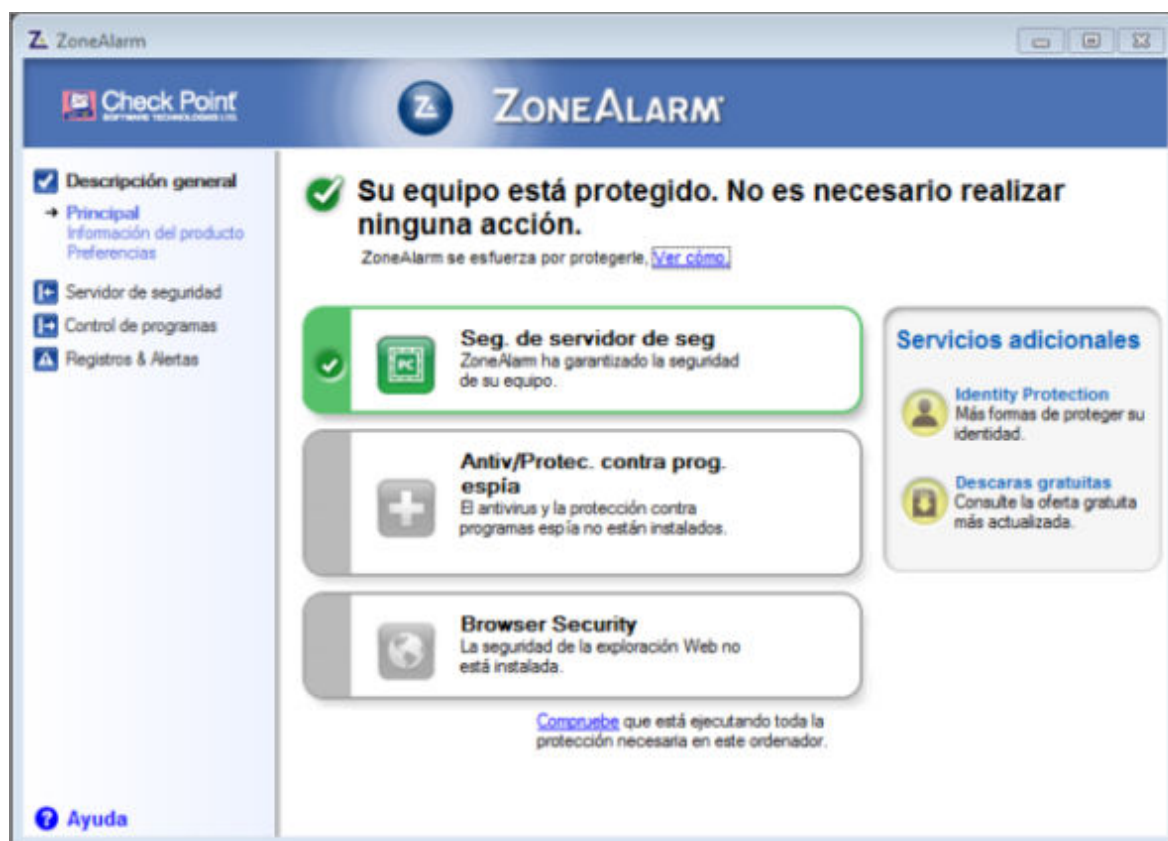 ZoneAlarm
Check Point
SOFTWARE TECHNOLOGIES LTD.
ZONEALARM
Descripción general
Principal
Información del producto
Preferencias
Servidor de seguridad
Control de programas
Registros & Alertas
Ayuda
Su equipo está protegido. No es necesario realizar
ninguna acción.
ZoneAlarm se esfuerza por protegerle, Ver cómo.
PC
Seg. de servidor de seg
ZoneAlarm ha garantizado la seguridad
de su equipo.
Antiv/Protec. contra prog.
espía
El antivirus y la protección contra
programas espía no están instalados.
Browser Security
La seguridad de la exploración Web no
está instalada.
Compruebe que está ejecutando toda la
protección necesaria en este ordenador.
Servicios adicionales
Identity Protection
Más formas de proteger su
identidad.
Descaras gratuitas
Consulte la oferta gratuita
más actualizada.